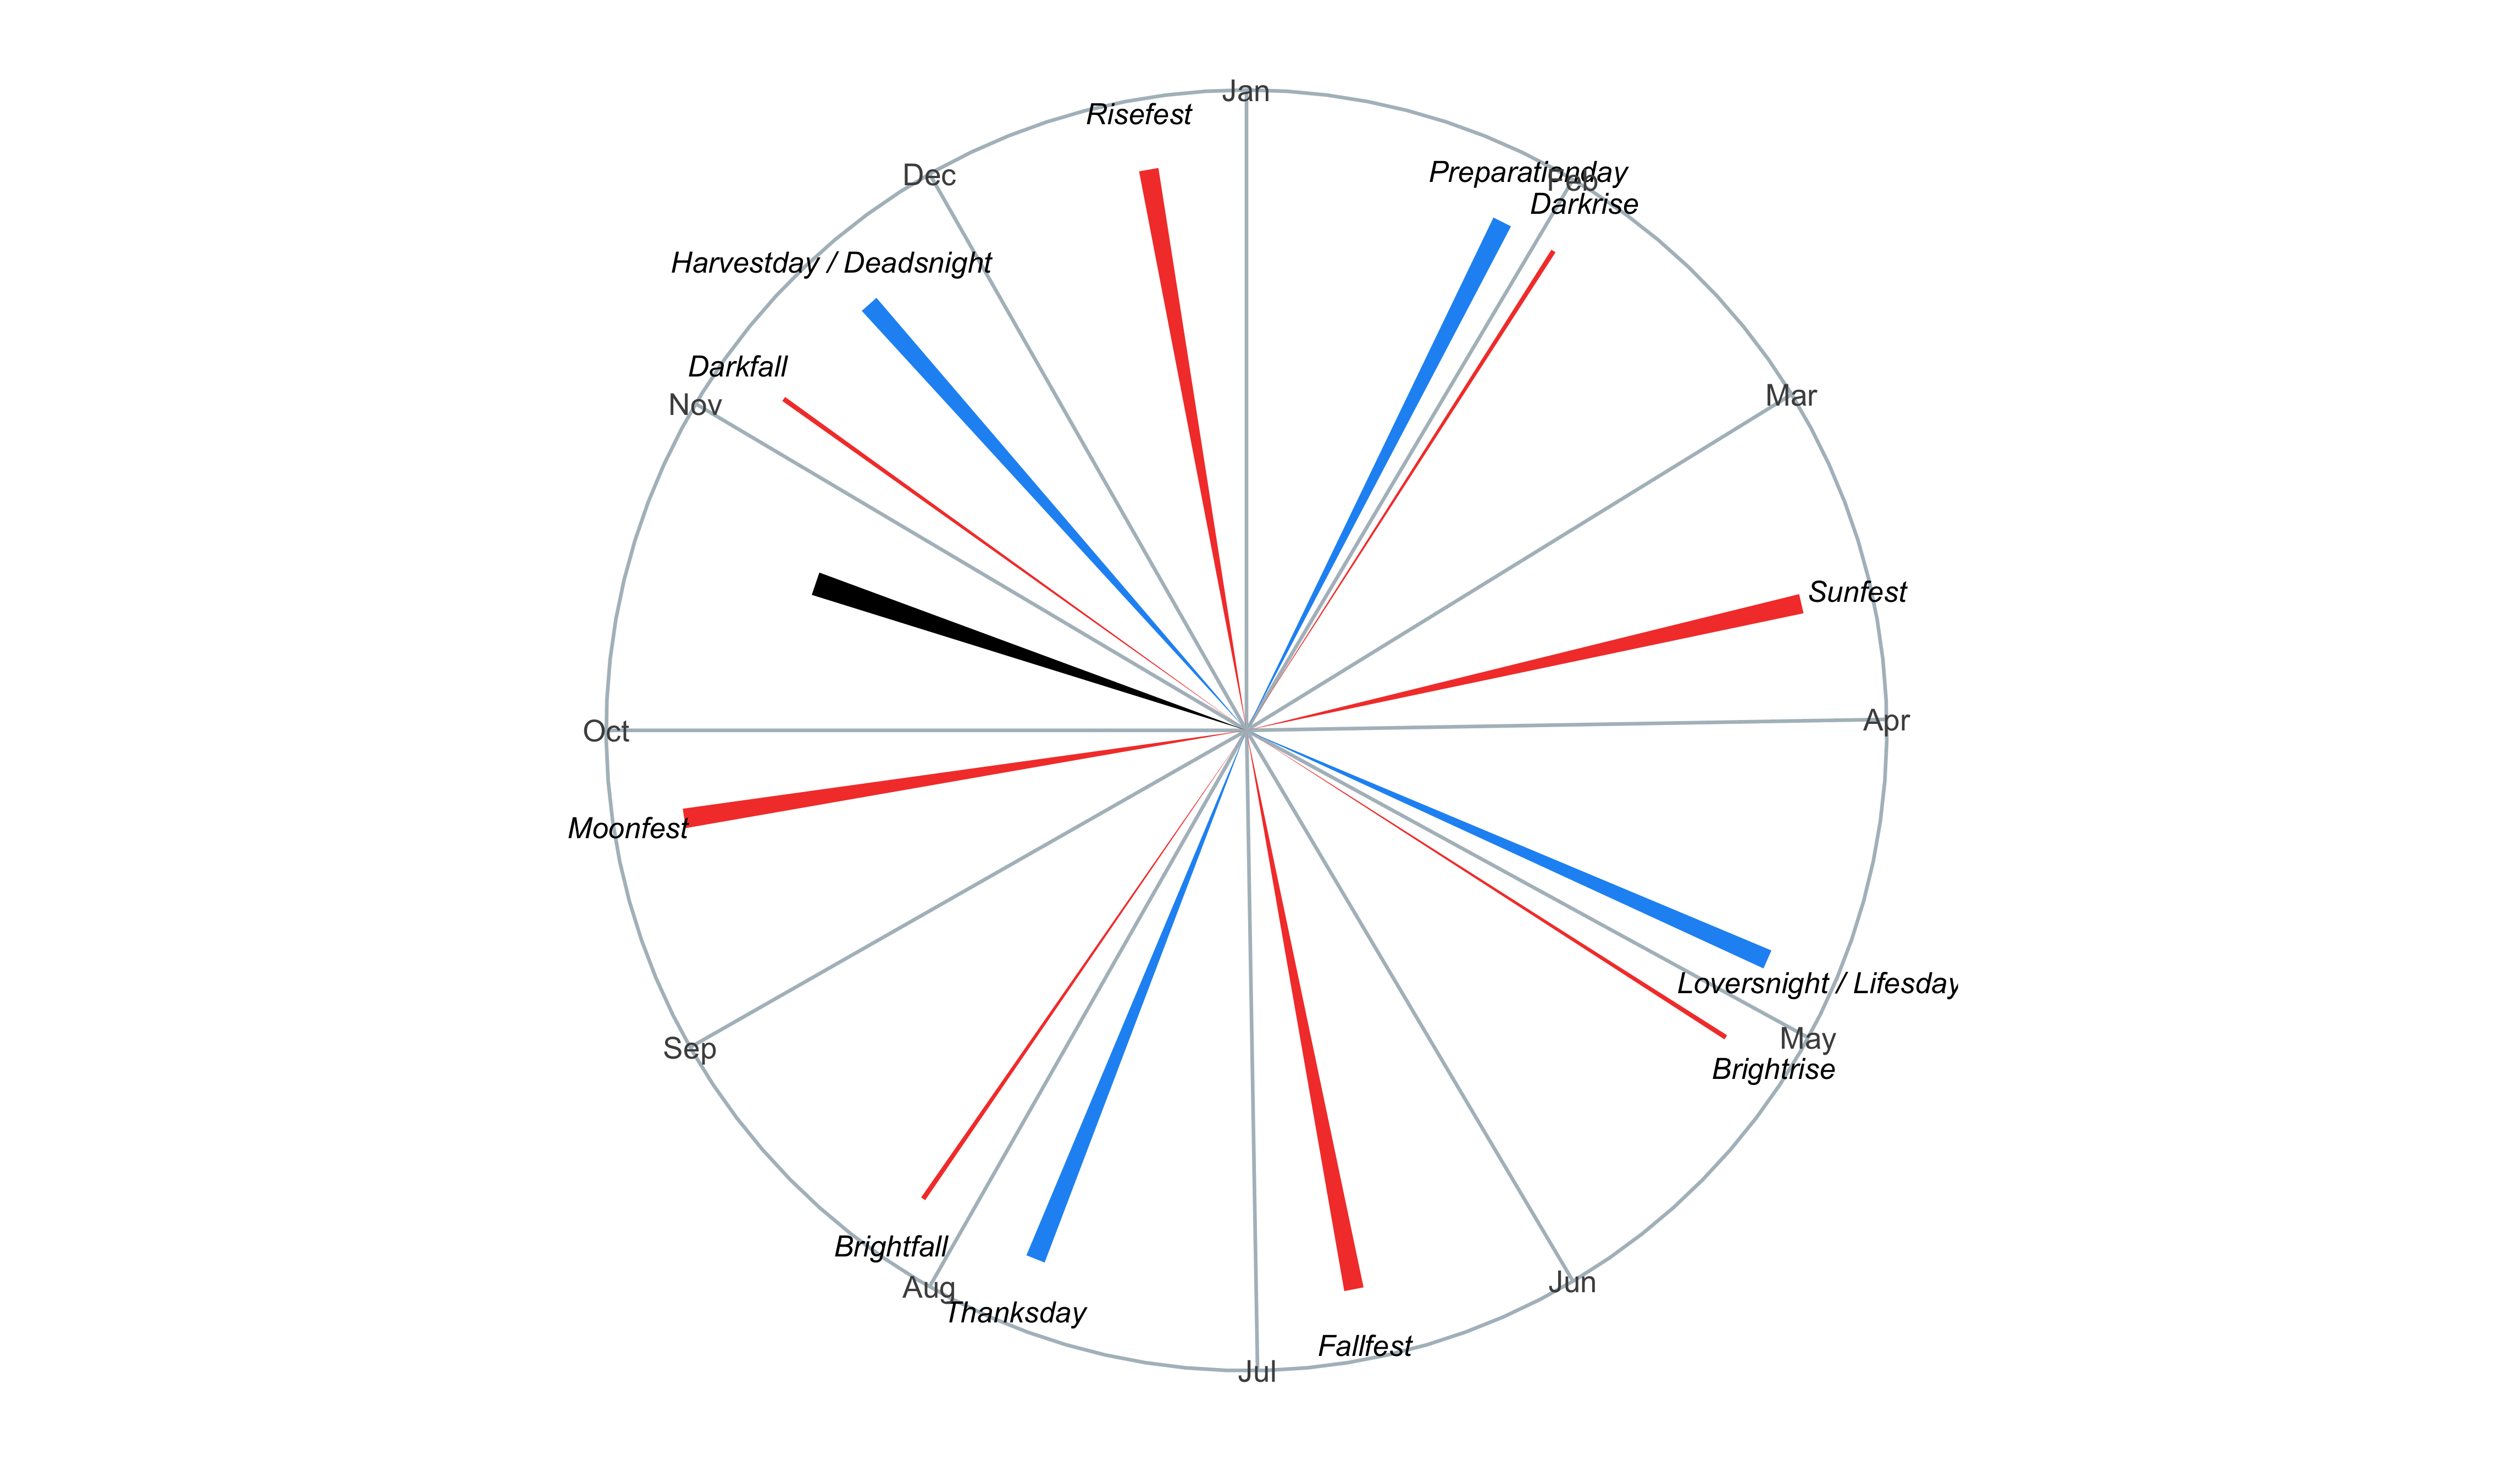 Jan
Risefest
Preparationday
Feb
Dec
Darkrise
Harvestday / Deadsnight
Darkfall
Nov
Mar
Sunfest
Oct
Apr
Moonfest
Loversnight / Lifesday
May
Sep
Brightrise
Brightfall
Aug
Jun
Thanksday
Fallfest
Jul